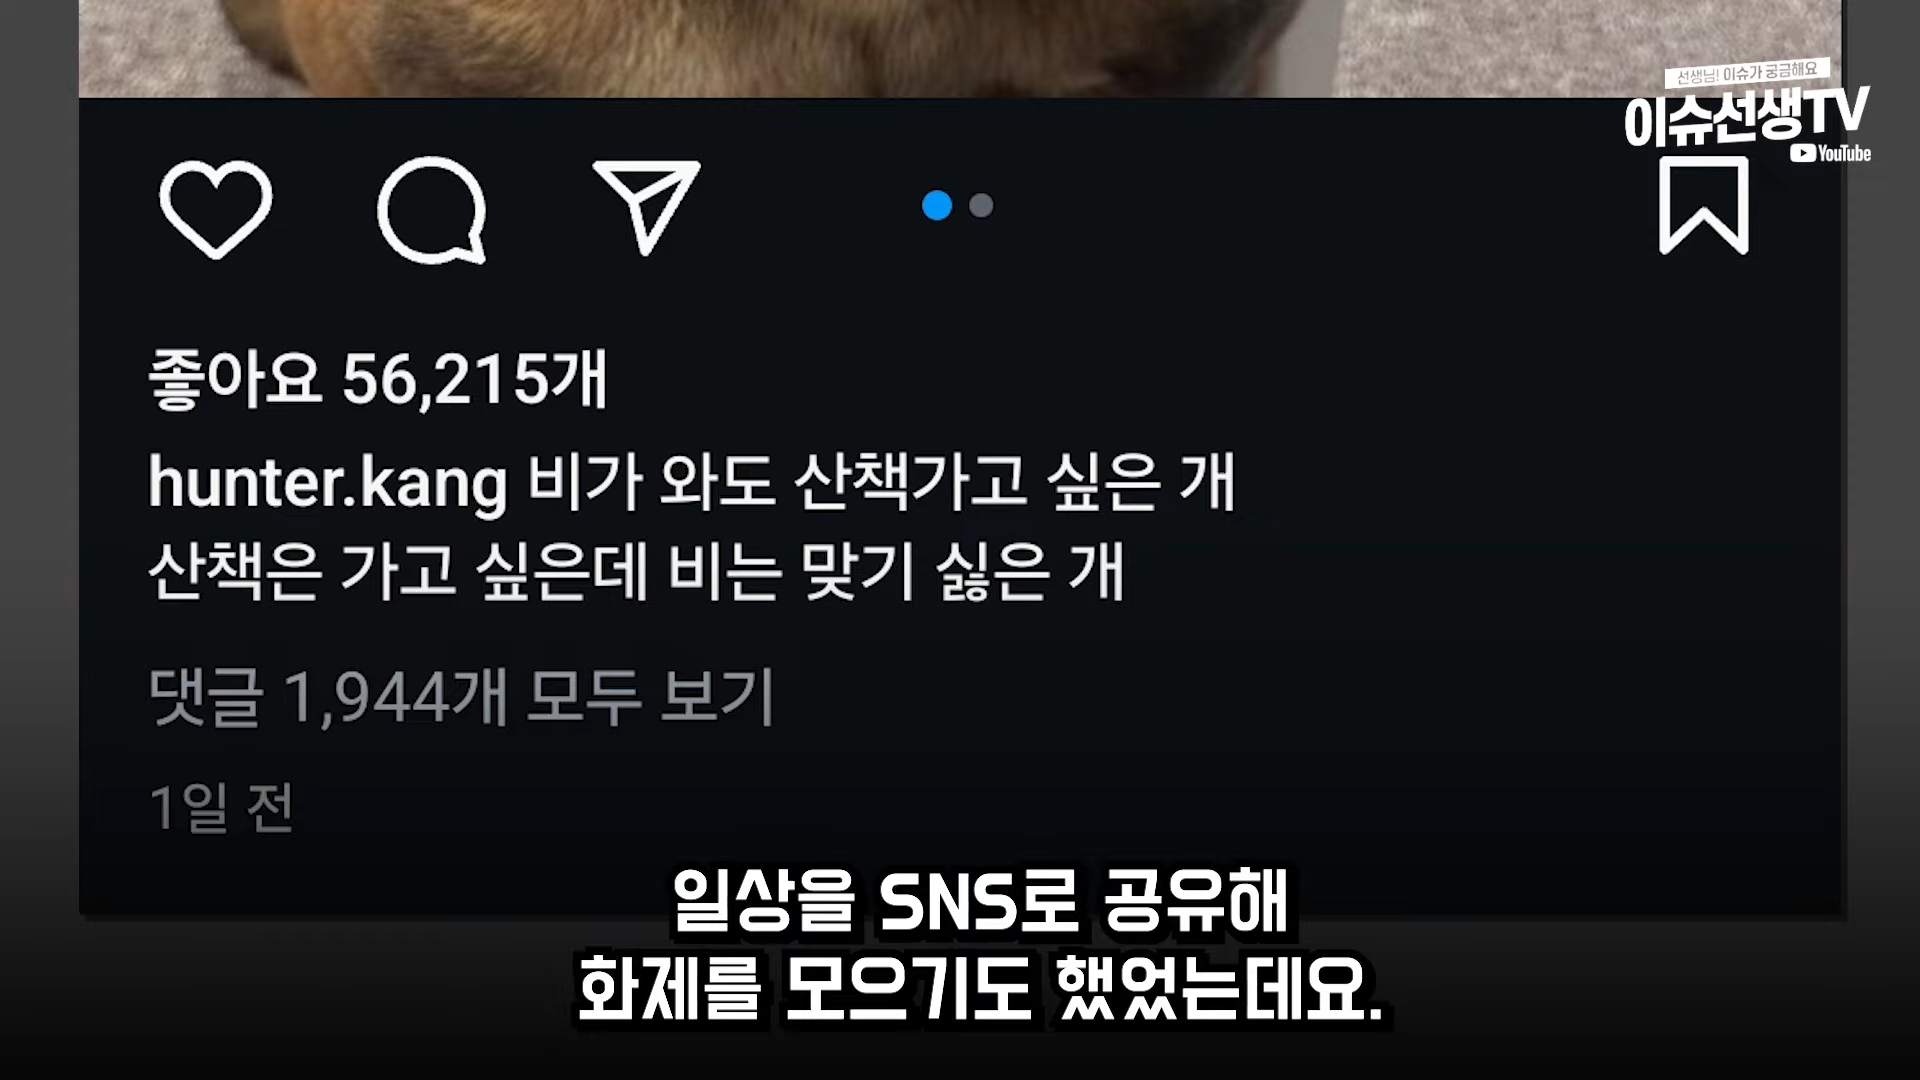 선생님! 이슈가 궁금해요
이슈선생TV
YouTube
좋아요 56,215개
hunter.kang 비가 와도 산책가고 싶은 개
산책은 가고 싶은데 비는 맞기 싫은 개
댓글 1,944개 모두 보기
1일 전
일상을 SNS로 공유해
화제를 모으기도 했었는데요.